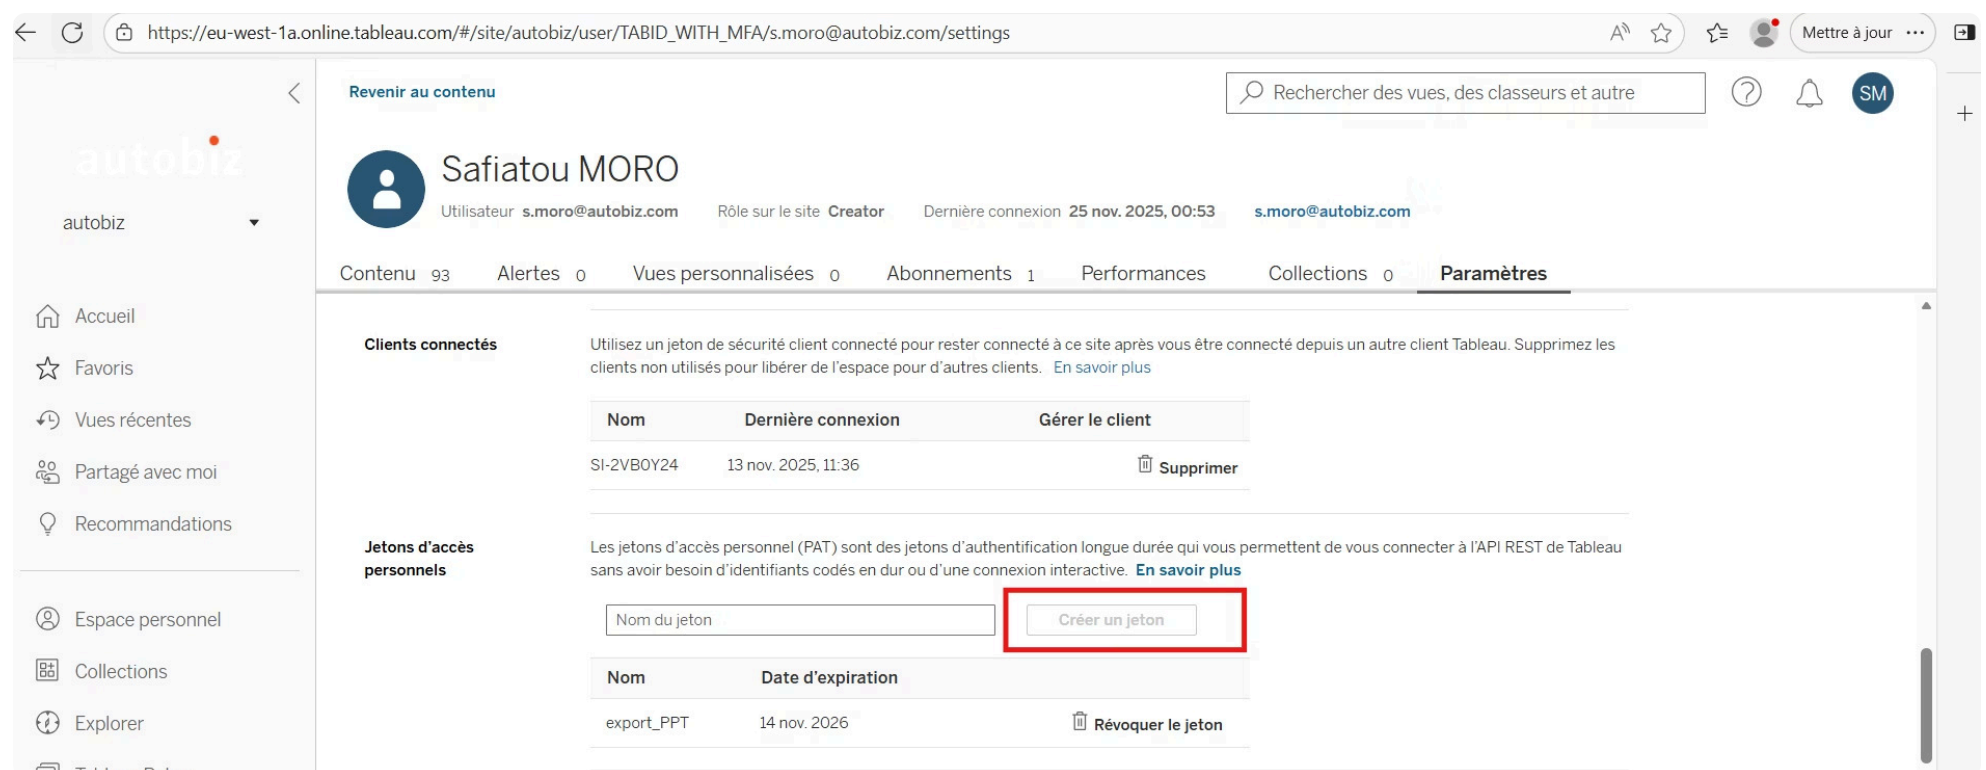 https://eu-west-1a.online.tableau.com/#/site/autobiz/user/TABID_WITH_MFA/s.moro@autobiz.com/settings
Mettre à jour
Revenir au contenu
Rechercher des vues, des classeurs et autre
SM
autobiz
Safiatou MORO
Utilisateur s.moro@autobiz.com Rôle sur le site Creator Dernière connexion 25 nov. 2025, 00:53 s.moro@autobiz.com
autobiz
Contenu 93 Alertes 0 Vues personnalisées 0 Abonnements 1 Performances Collections 0 Paramètres
Accueil
Favoris
Vues récentes
Partagé avec moi
Recommandations
Espace personnel
Collections
Explorer
Clients connectés
Utilisez un jeton de sécurité client connecté pour rester connecté à ce site après vous être connecté depuis un autre client Tableau. Supprimez les
clients non utilisés pour libérer de l'espace pour d'autres clients. En savoir plus
Nom Dernière connexion Gérer le client
SI-2VB0Y24 13 nov. 2025, 11:36 Supprimer
Jetons d'accès
personnels
Les jetons d'accès personnel (PAT) sont des jetons d'authentification longue durée qui vous permettent de vous connecter à l'API REST de Tableau
sans avoir besoin d'identifiants codés en dur ou d'une connexion interactive. En savoir plus
Nom du jeton Créer un jeton
Nom Date d'expiration
export_PPT 14 nov. 2026 Révoquer le jeton